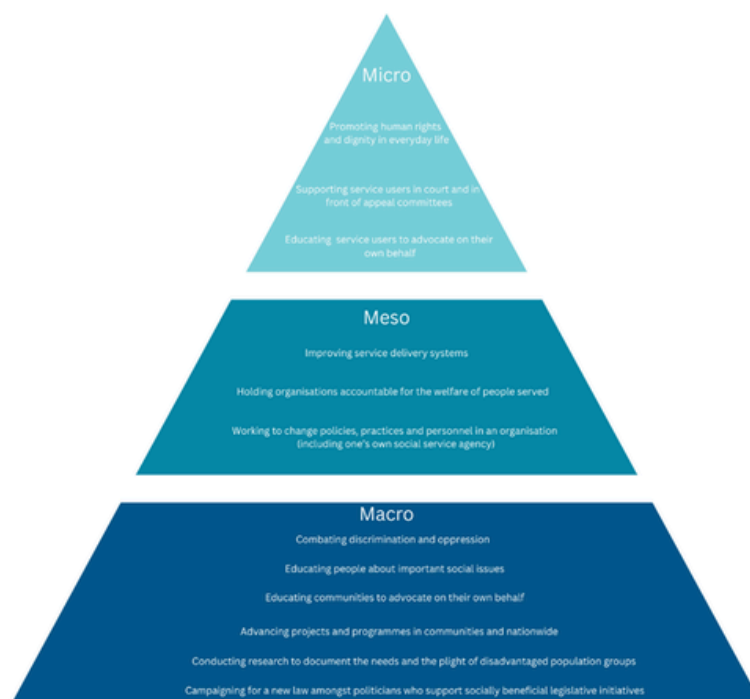 Micro
Promoting human rights
and dignity in everyday life
Supporting service users in court and in
front of appeal committees
Educating service users to advocate on their
own behalf
Meso
Improving service delivery systems
Holding organisations accountable for the welfare of people served
Working to change policies, practices and personnel in an organisation
(including one's own social service agency)
Macro
Combating discrimination and oppression
Educating people about important social issues
Educating communities to advocate on their own behalf
Advancing projects and programmes in communities and nationwide
Conducting research to document the needs and the plight of disadvantaged population groups
Campaigning for a new law amongst politicians who support socially beneficial legislative initiatives